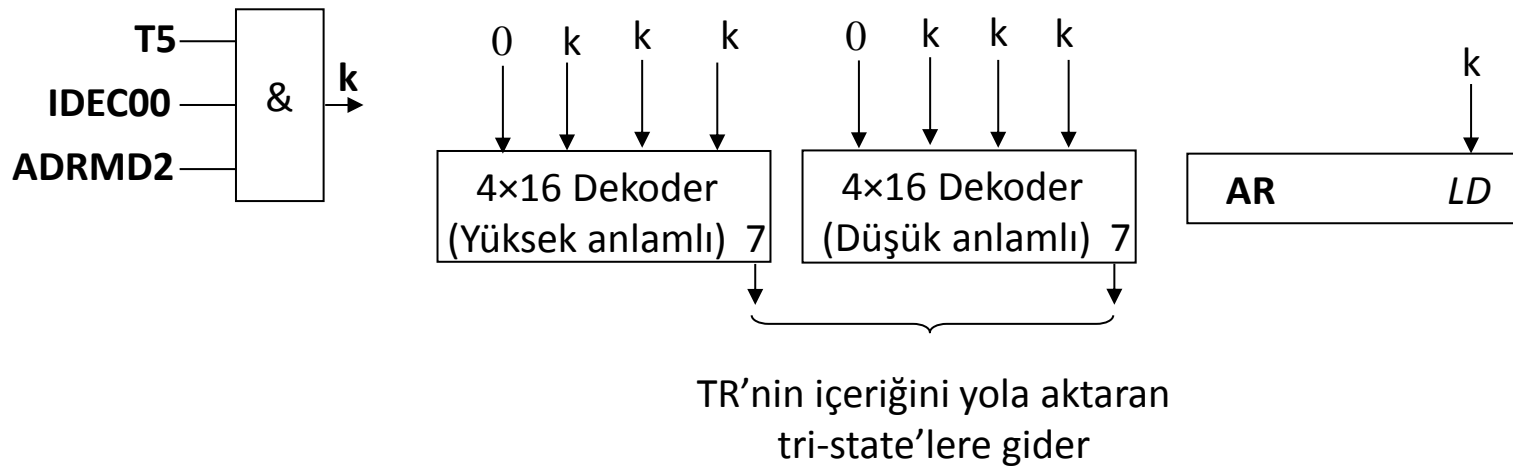 T5
IDEC00
ADRMD2
&
k
0 k k k
4×16 Dekoder
(Yüksek anlamlı) 7
0 k k k
4×16 Dekoder
(Düşük anlamlı) 7
k
AR LD
TR’nin içeriğini yola aktaran
tri-state’lere gider